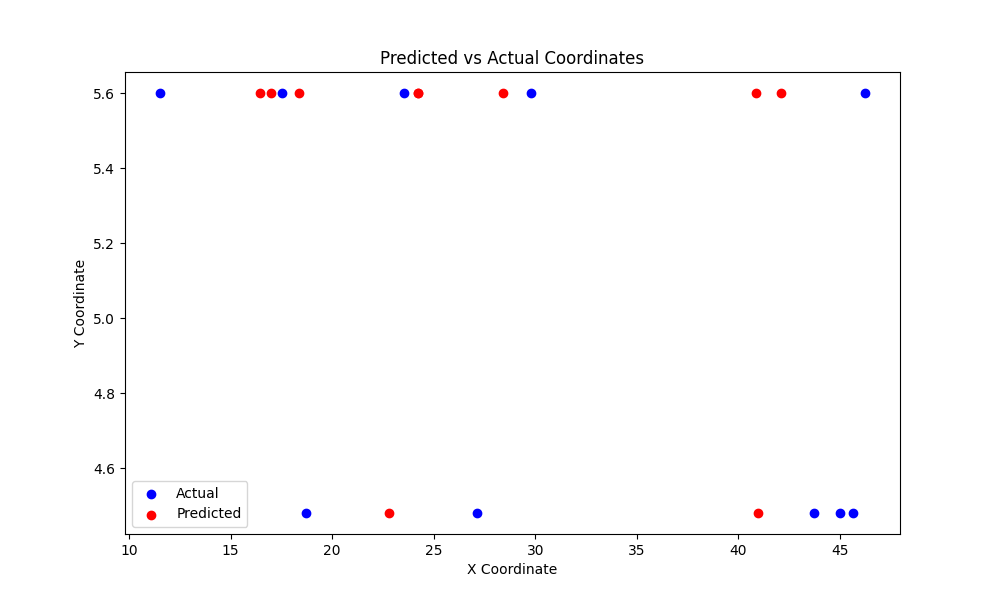 Predicted vs Actual Coordinates
Y Coordinate
5.6
5.4
5.2
5.0
4.8
4.6
Actual
Predicted
10 15 20 25 30 35 40 45
X Coordinate